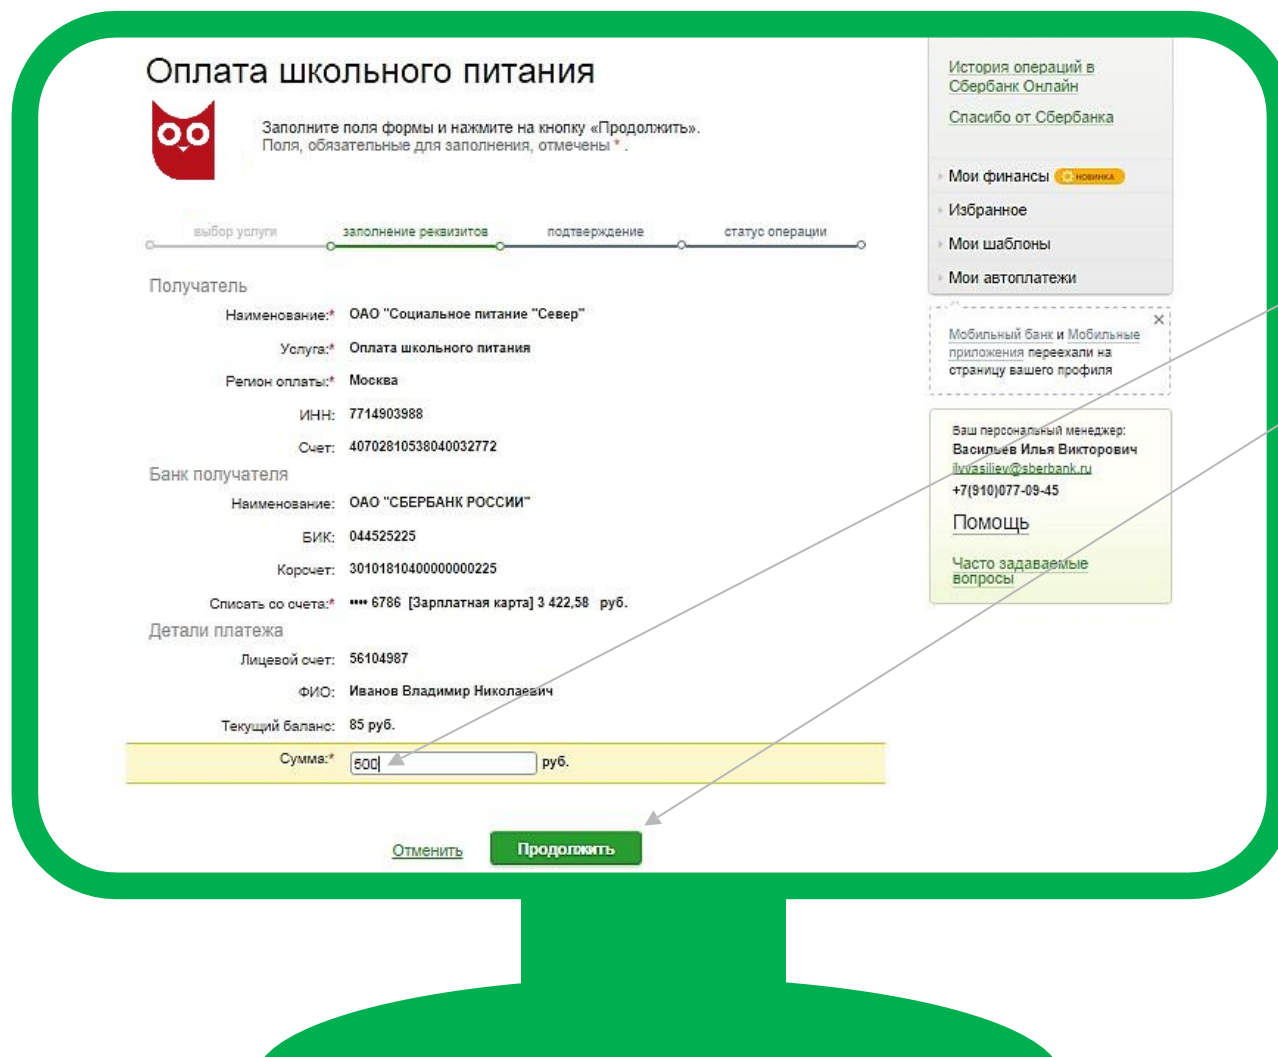 Оплата школьного питания
Заполните поля формы и нажмите на кнопку «Продолжить».
Поля, обязательные для заполнения, отмечены * .
выбор услуги заполнение реквизитов подтверждение статус операции
Получатель
Наименование:* ОАО "Социальное питание "Север"
Услуга:* Оплата школьного питания
Регион оплаты:* Москва
ИНН: 7714903988
Счет: 40702810538040032772
Банк получателя
Наименование: ОАО "СБЕРБАНК РОССИИ"
БИК: 044525225
Корсчет: 30101810400000000225
Списать со счета:* •••• 6786 [Зарплатная карта] 3 422,58 руб.
Детали платежа
Лицевой счет: 56104987
ФИО: Иванов Владимир Николаевич
Текущий баланс: 85 руб.
Сумма:* 500 руб.
Отменить Продолжить
История операций в
Сбербанк Онлайн
Спасибо от Сбербанка
Мои финансы НОВИНКА
Избранное
Мои шаблоны
Мои автоплатежи
Мобильный банк и Мобильные
приложения переехали на
страницу вашего профиля
Ваш персональный менеджер:
Васильев Илья Викторович
ilvvasiliev@sberbank.ru
+7(910)077-09-45
Помощь
Часто задаваемые
вопросы